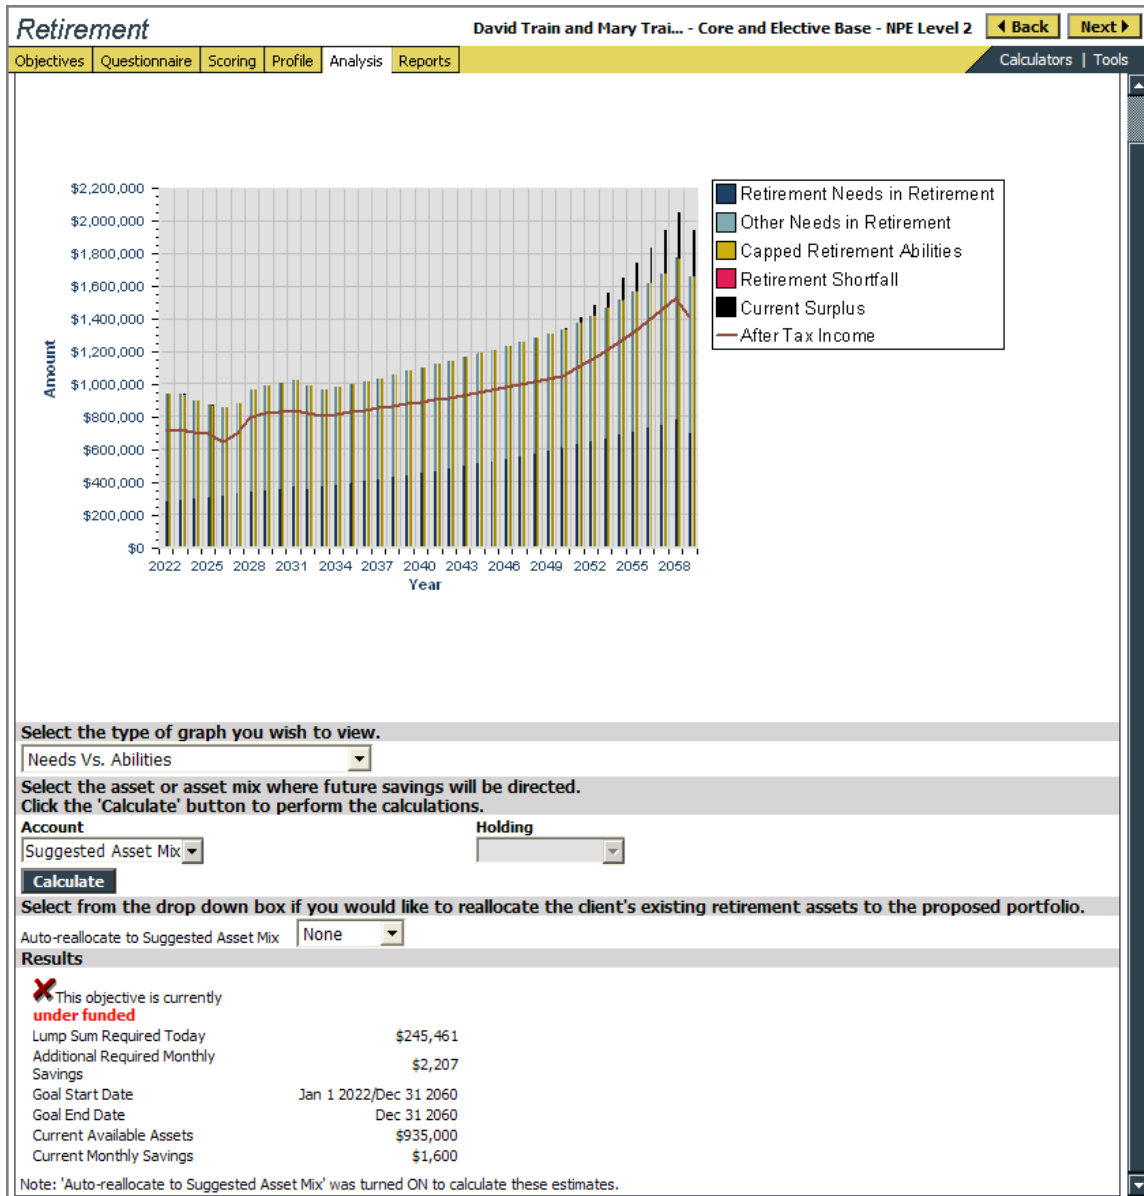 Retirement
David Train and Mary Trai... - Core and Elective Base - NPE Level 2
Back
Next
Objectives Questionnaire Scoring Profile Analysis Reports
Calculators | Tools
$2,200,000
$2,000,000
$1,800,000
$1,600,000
$1,400,000
$1,200,000
$1,000,000
$800,000
$600,000
$400,000
$200,000
$0
Amount
2022 2025 2028 2031 2034 2037 2040 2043 2046 2049 2052 2055 2058
Year
Retirement Needs in Retirement
Other Needs in Retirement
Capped Retirement Abilities
Retirement Shortfall
Current Surplus
After Tax Income
Select the type of graph you wish to view.
Needs Vs. Abilities
Select the asset or asset mix where future savings will be directed.
Click the 'Calculate' button to perform the calculations.
Account Holding
Suggested Asset Mix
Calculate
Select from the drop down box if you would like to reallocate the client's existing retirement assets to the proposed portfolio.
Auto-reallocate to Suggested Asset Mix None
Results
This objective is currently
under funded
Lump Sum Required Today $245,461
Additional Required Monthly
Savings $2,207
Goal Start Date Jan 1 2022/Dec 31 2060
Goal End Date Dec 31 2060
Current Available Assets $935,000
Current Monthly Savings $1,600
Note: 'Auto-reallocate to Suggested Asset Mix' was turned ON to calculate these estimates.